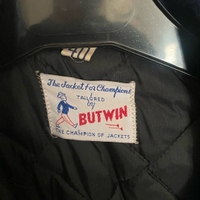 The Jacket for Champions
TAILORED
by
BUTWIN
THE CHAMPION OF JACKETS